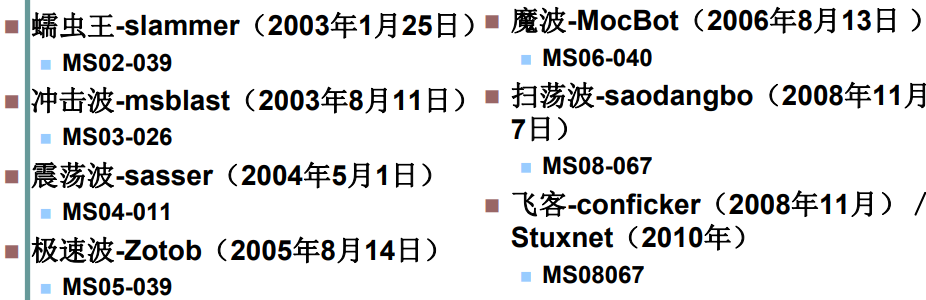 蠕虫王-slammer（2003年1月25日）
MS02-039
冲击波-msblast（2003年8月11日）
MS03-026
震荡波-sasser（2004年5月1日）
MS04-011
极速波-Zotob（2005年8月14日）
MS05-039
魔波-MocBot（2006年8月13日 ）
MS06-040
扫荡波-saodangbo（2008年11月
7日）
MS08-067
飞客-conficker（2008年11月） /
Stuxnet（2010年）
MS08067